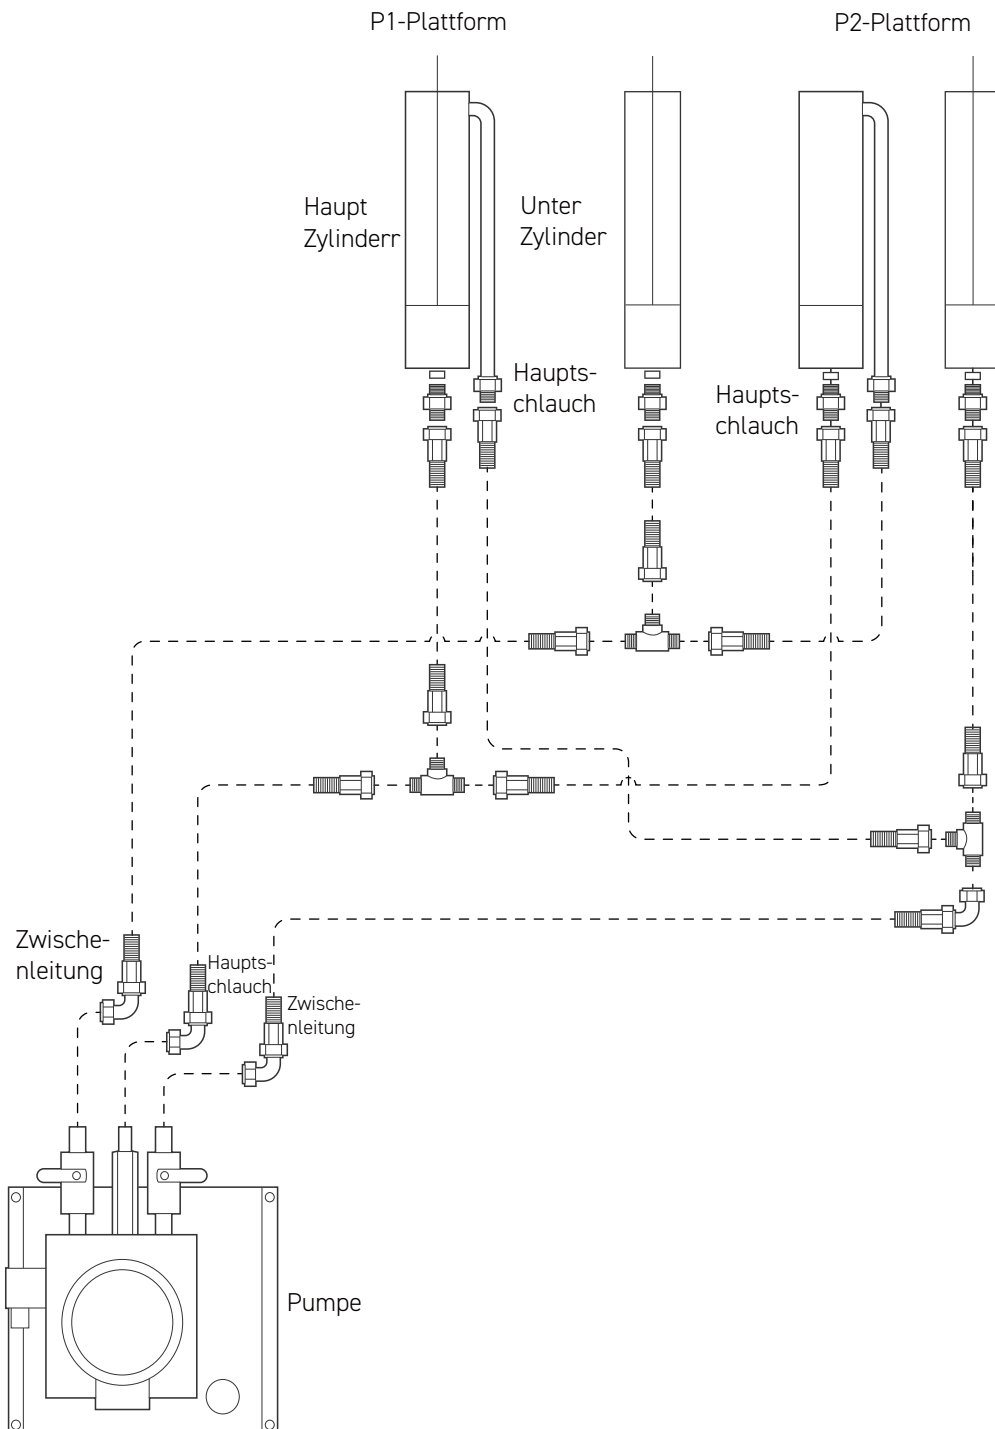 P1-Plattform
P2-Plattform
Haupt
Zylinderr
Unter
Zylinder
Haupts-
chlauch
Haupts-
chlauch
Zwische-
nleitung
Haupts-
chlauch
Zwische-
nleitung
Pumpe